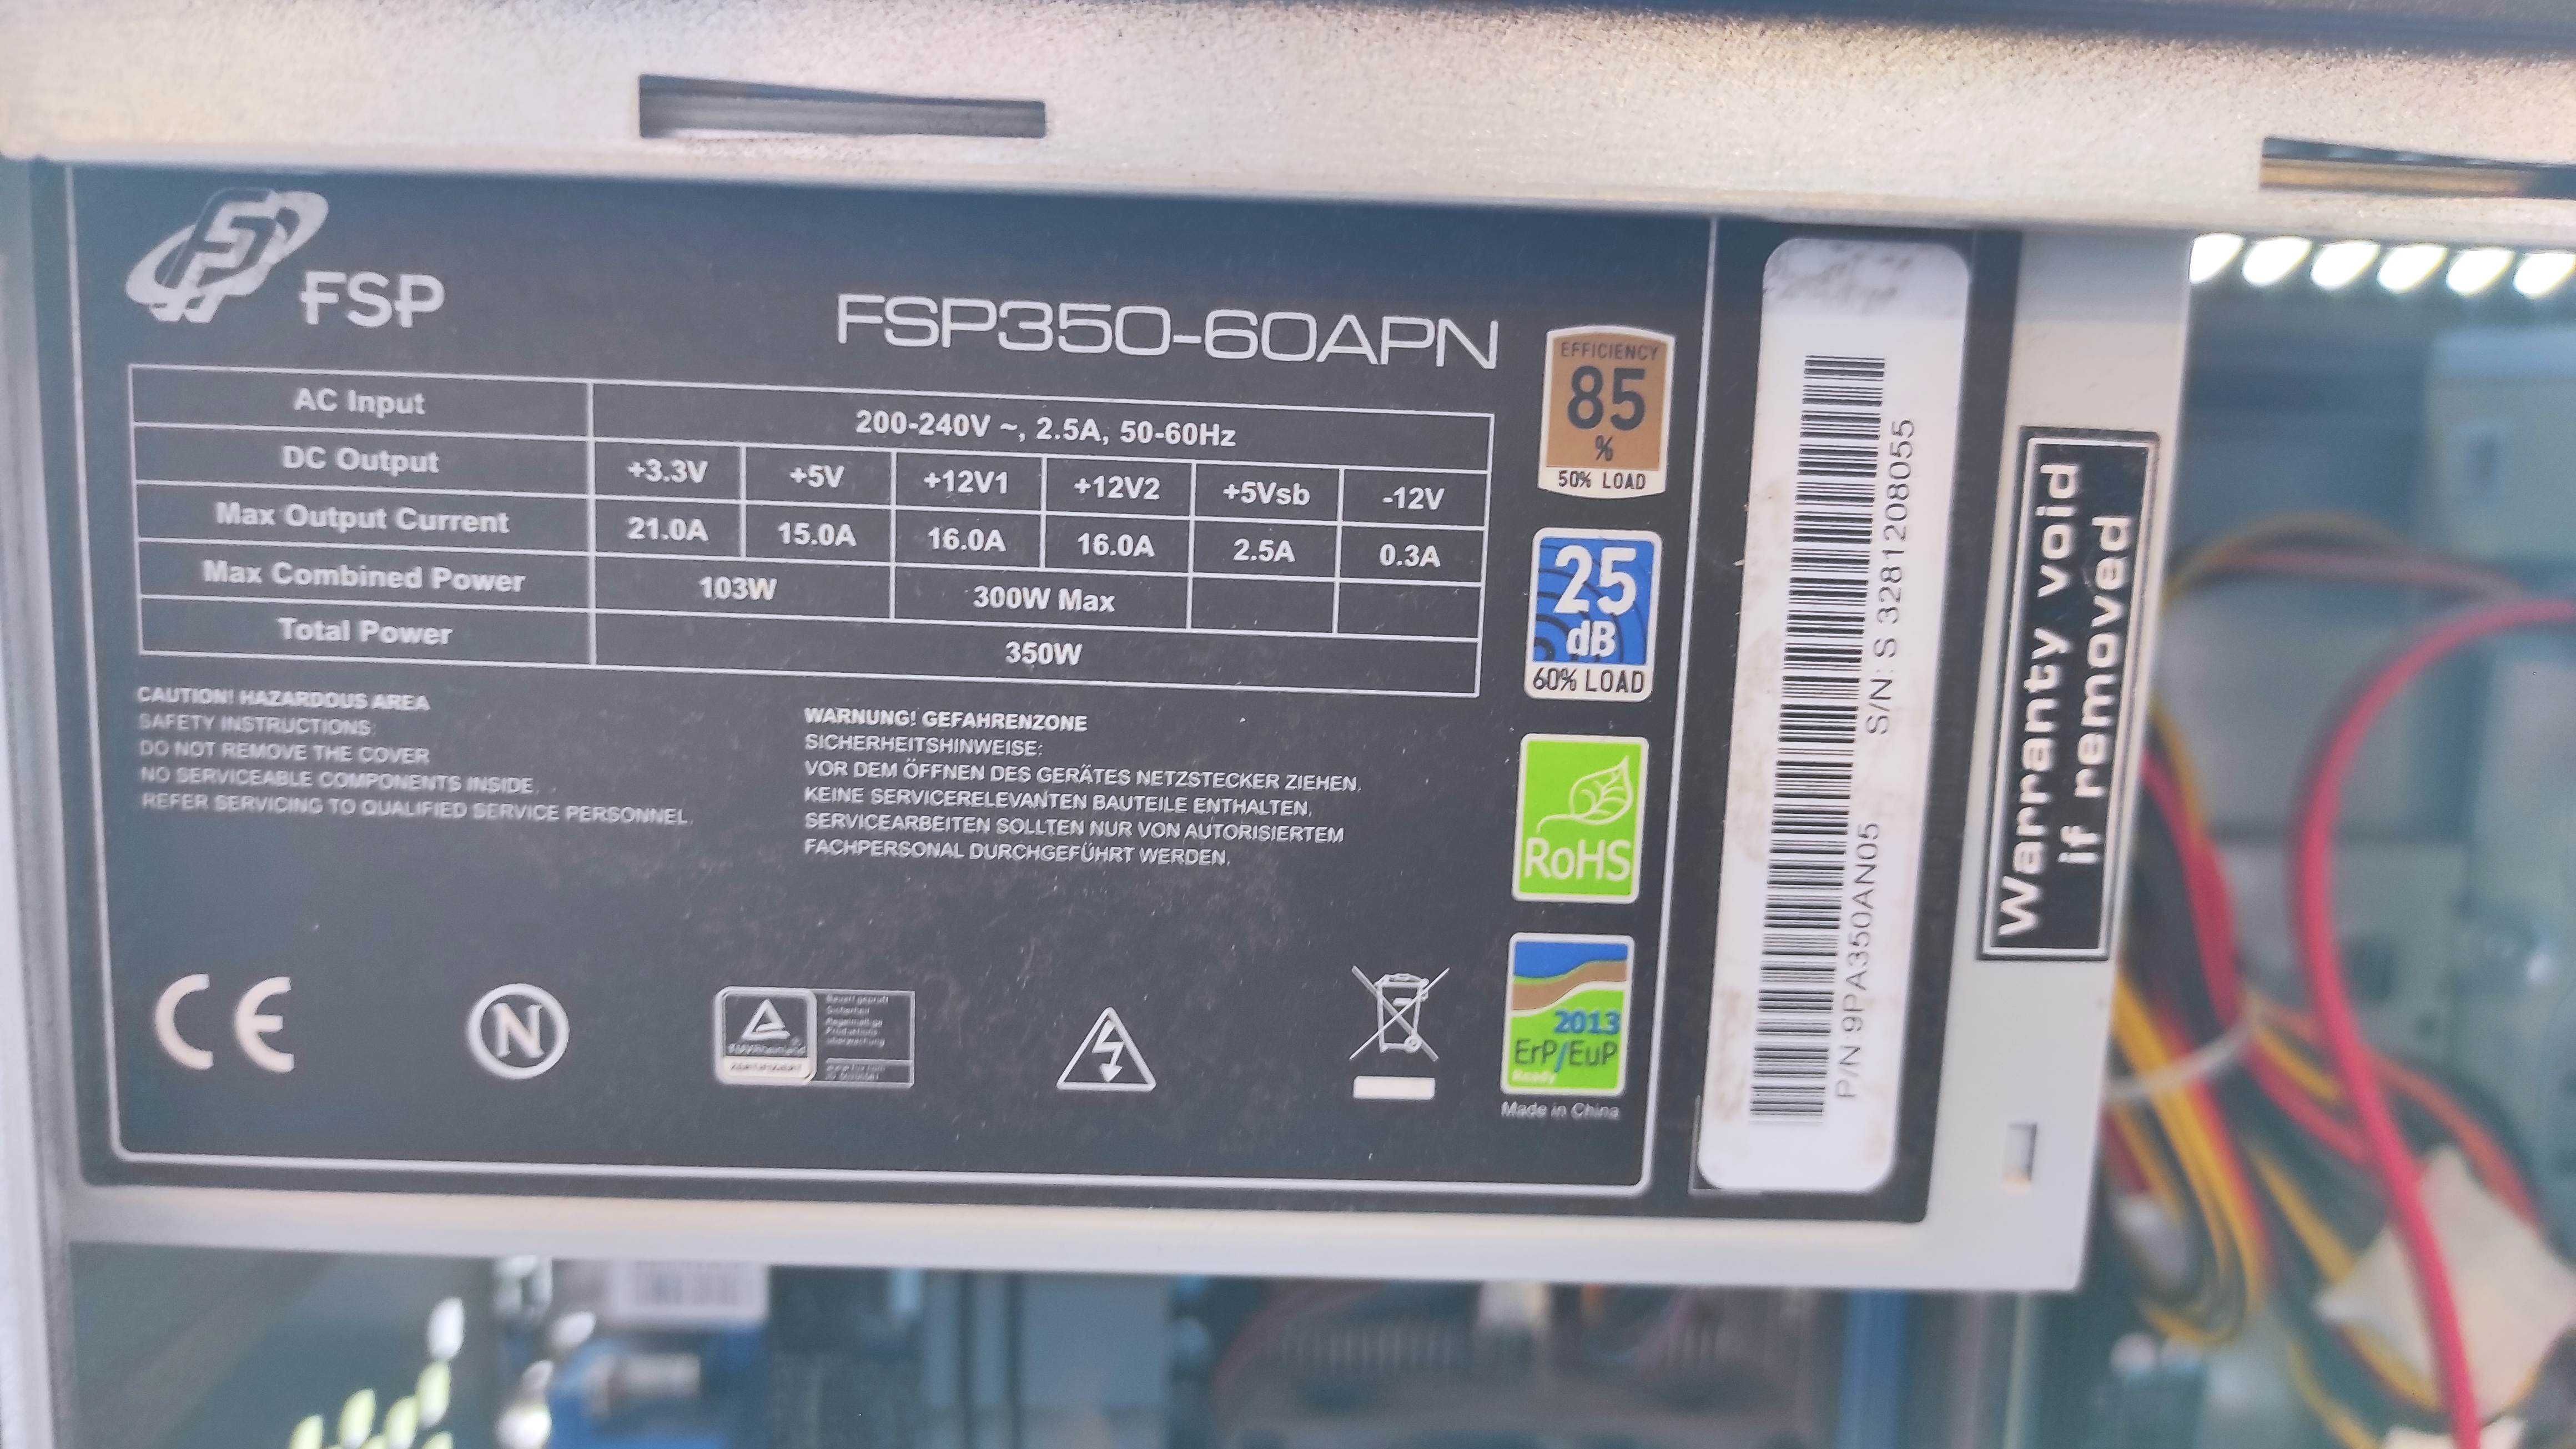 FSP
FSP350-60APN
AC Input 200-240V ~, 2.5A, 50-60Hz
DC Output +3.3V +5V +12V1 +12V2 +5Vsb -12V
Max Output Current 21.0A 15.0A 16.0A 16.0A 2.5A 0.3A
Max Combined Power 103W 300W Max
Total Power 350W
CAUTION! HAZARDOUS AREA
SAFETY INSTRUCTIONS:
DO NOT REMOVE THE COVER
NO SERVICEABLE COMPONENTS INSIDE.
REFER SERVICING TO QUALIFIED SERVICE PERSONNEL.
WARNUNG! GEFAHRENZONE
SICHERHEITSHINWEISE:
VOR DEM ÖFFNEN DES GERÄTES NETZSTECKER ZIEHEN.
KEINE SERVICERELEVANTEN BAUTEILE ENTHALTEN,
SERVICEARBEITEN SOLLTEN NUR VON AUTORISIERTEM
FACHPERSONAL DURCHGEFÜHRT WERDEN.
CE
N
EFFICIENCY
85
%
50% LOAD
25
dB
60% LOAD
RoHS
2013
ErP/EuP
Ready
Made in China
S/N: S 3281208055
P/N 9PA350AN05
Warranty void
if removed